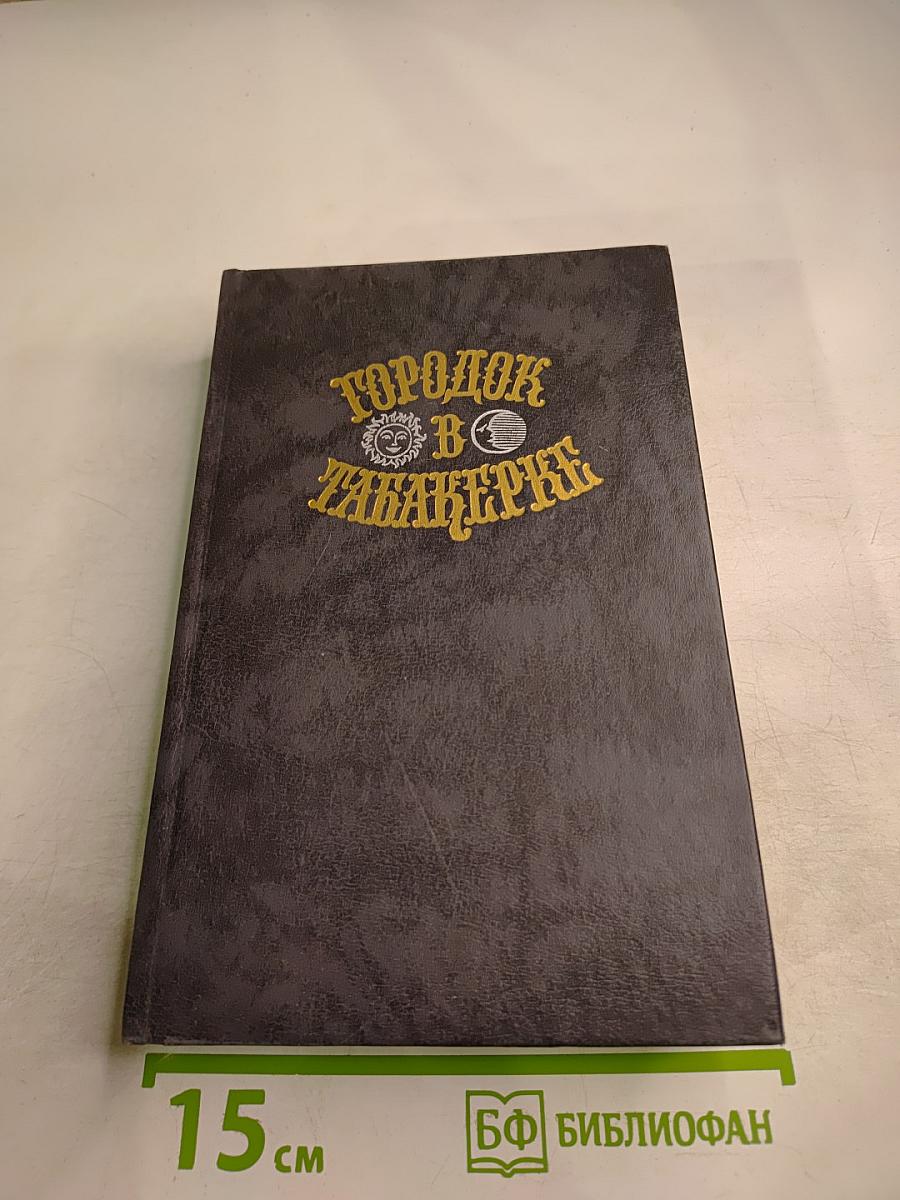 ГОРОДОК
В
ТАБАКЕРКЕ
15 см
БФ БИБЛИОФАН